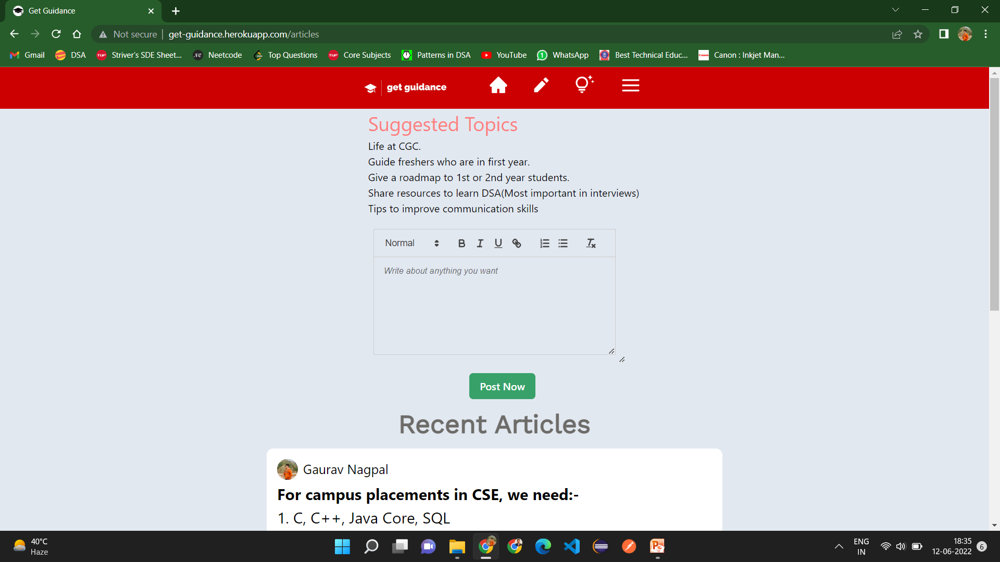 Get Guidance
Not secure
get-guidance.herokuapp.com/articles
Gmail
DSA
TUF
Striver's SDE Sheet...
NC
Neetcode
Top Questions
TUF
Core Subjects
Patterns in DSA
YouTube
1
WhatsApp
Best Technical Educ...
Canon
Canon : Inkjet Man...
get guidance
Suggested Topics
Life at CGC.
Guide freshers who are in first year.
Give a roadmap to 1st or 2nd year students.
Share resources to learn DSA(Most important in interviews)
Tips to improve communication skills
Normal
Write about anything you want
Post Now
Recent Articles
Gaurav Nagpal
For campus placements in CSE, we need:-
1. C, C++, Java Core, SQL
40°C
Haze
ENG
IN
18:35
12-06-2022
6